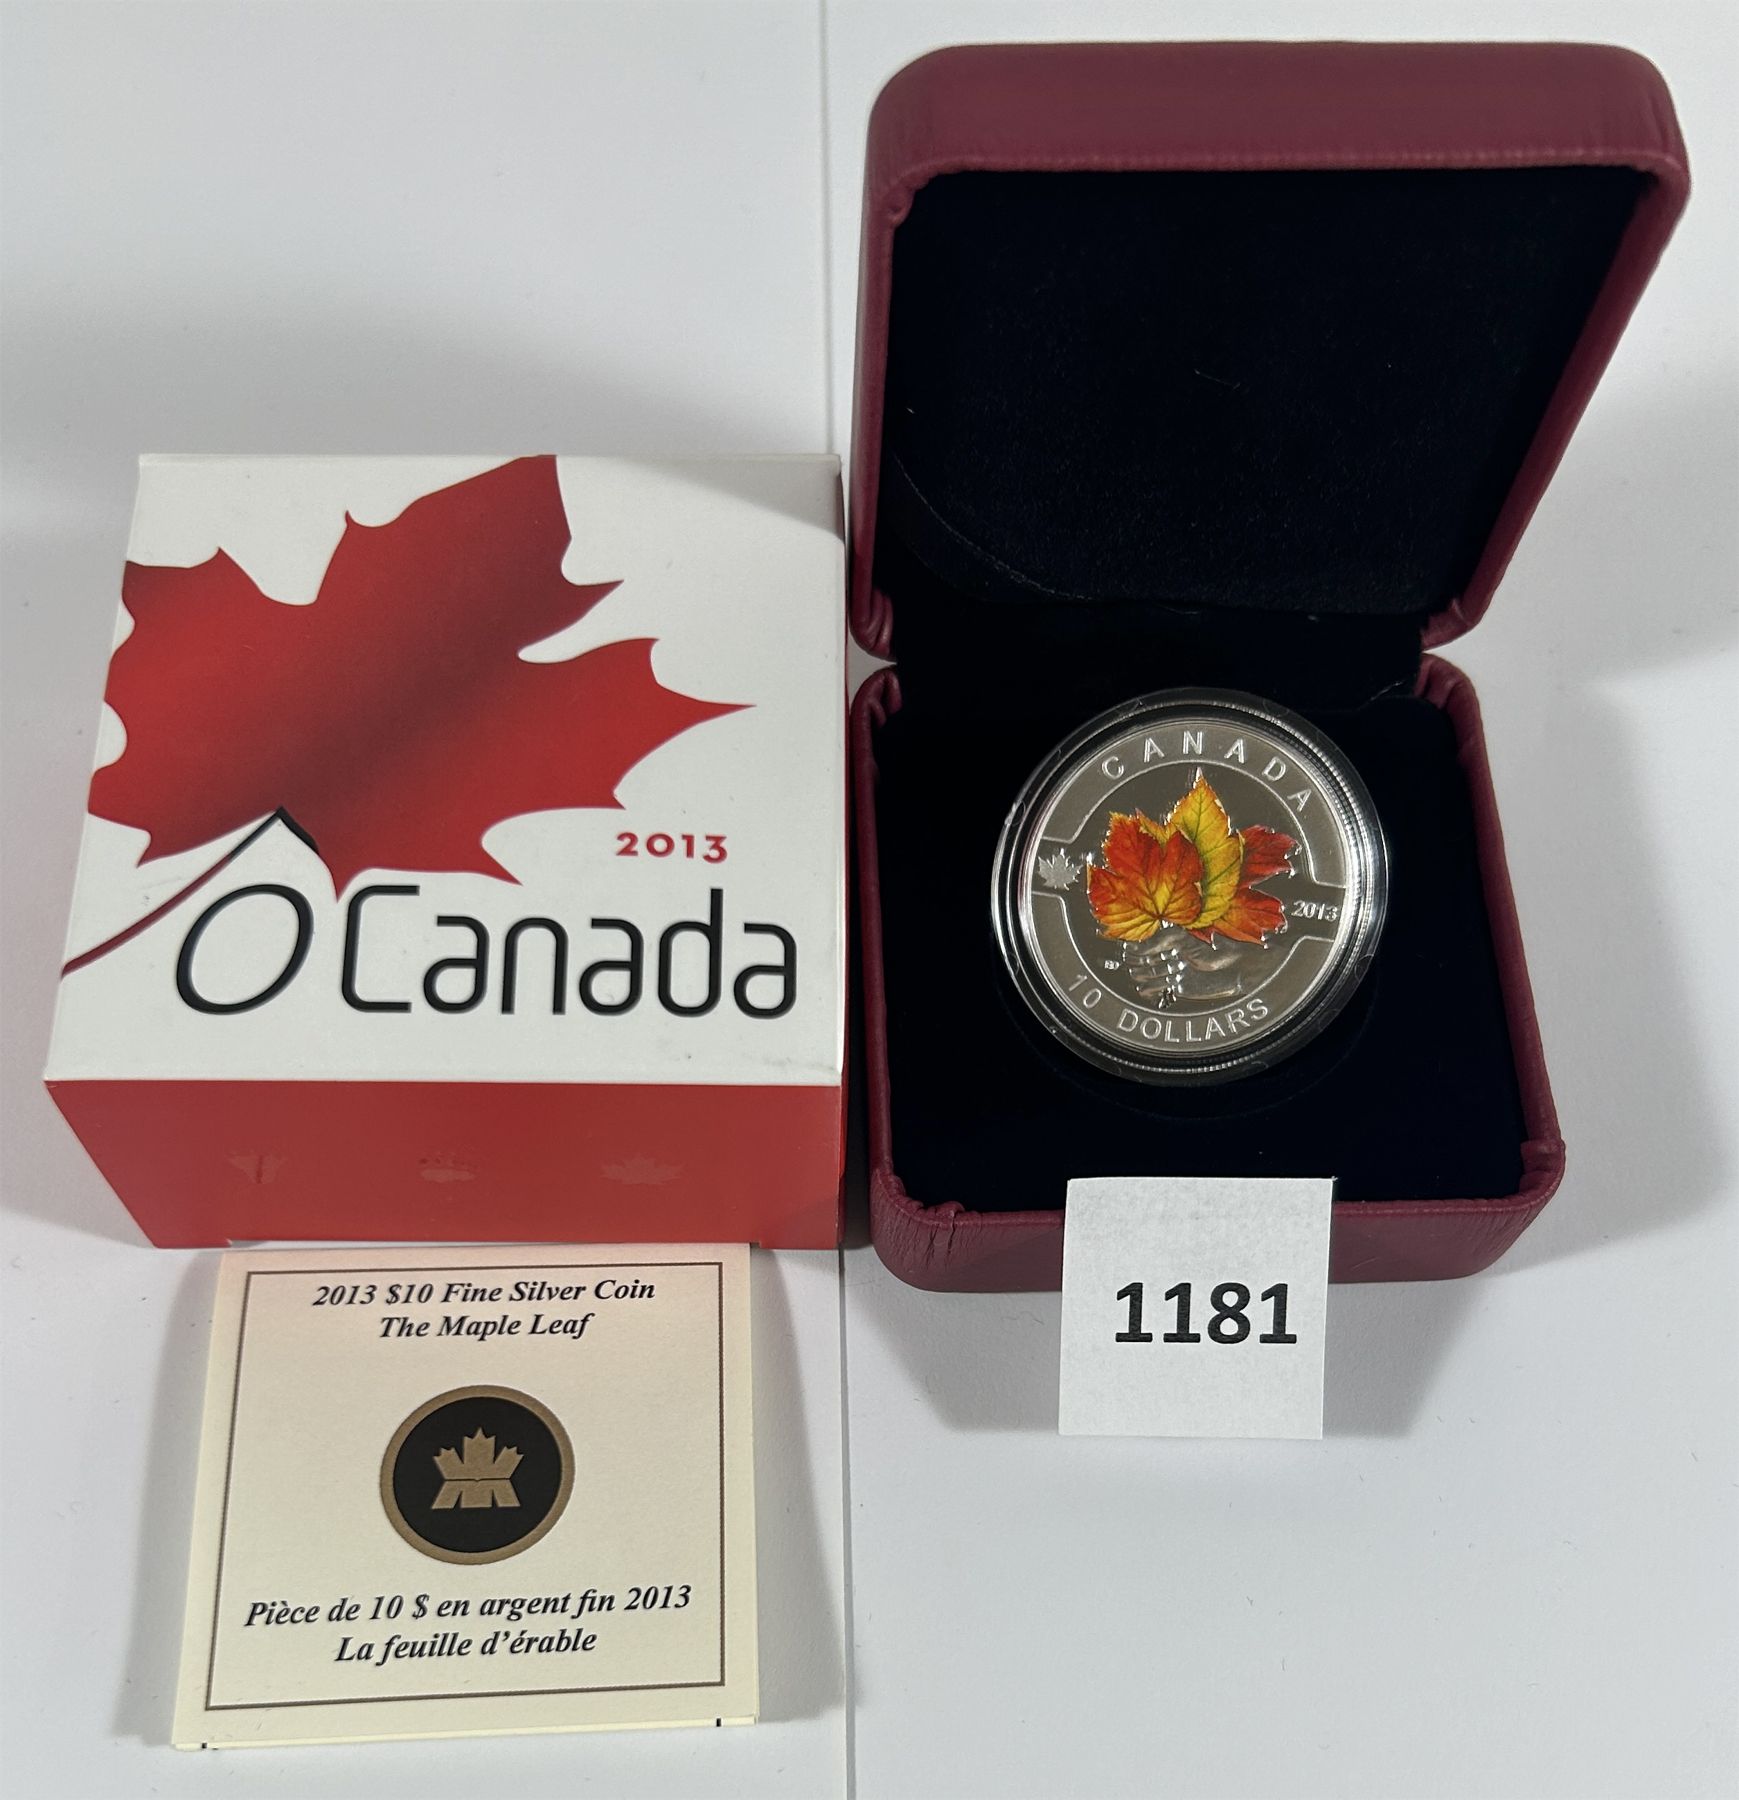 2013
O Canada
CANADA
2013
10 DOLLARS
1181
2013 $10 Fine Silver Coin
The Maple Leaf
Pièce de 10 $ en argent fin 2013
La feuille d'érable